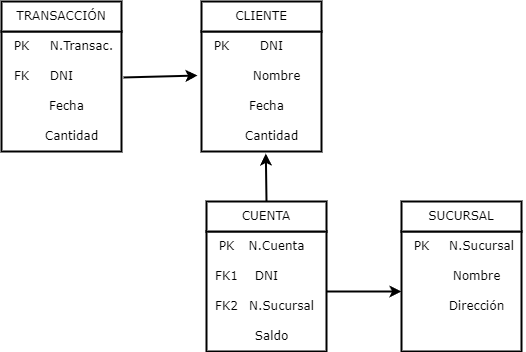 TRANSACCIÓN
PK N.Transac.
FK DNI
Fecha
Cantidad
CLIENTE
PK DNI
Nombre
Fecha
Cantidad
CUENTA
PK N.Cuenta
FK1 DNI
FK2 N.Sucursal
Saldo
SUCURSAL
PK N.Sucursal
Nombre
Dirección